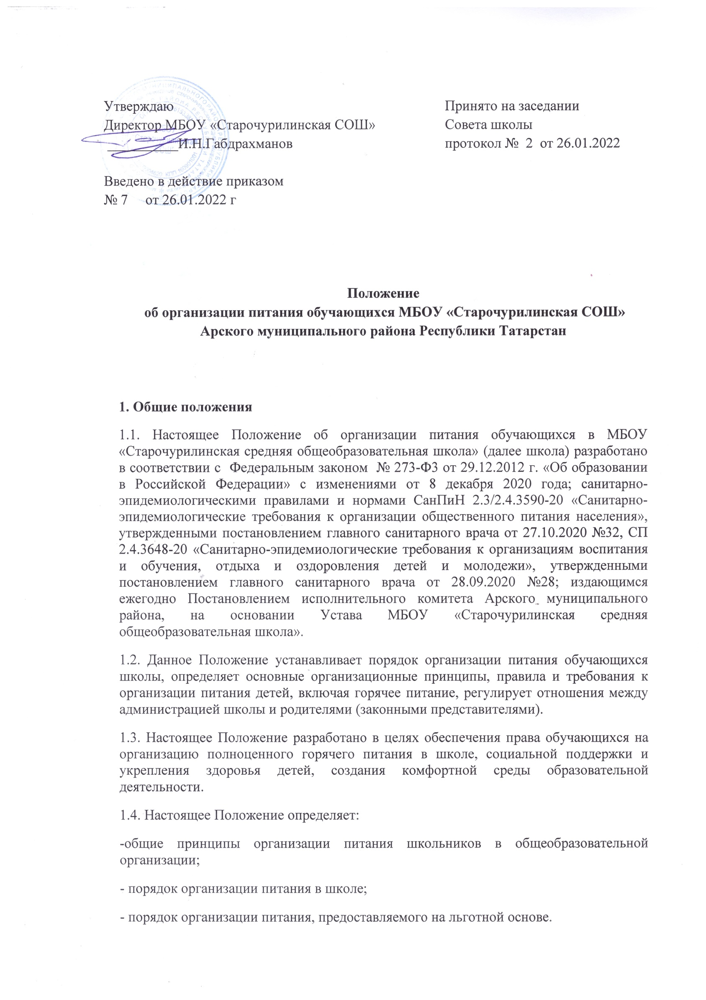 Утверждаю
Директор МБОУ «Старочурилинская СОШ»
__________И.Н.Габдрахманов
Введено в действие приказом
№ 7 от 26.01.2022 г
Принято на заседании
Совета школы
протокол № 2 от 26.01.2022
Положение
об организации питания обучающихся МБОУ «Старочурилинская СОШ»
Арского муниципального района Республики Татарстан
1. Общие положения
1.1. Настоящее Положение об организации питания обучающихся в МБОУ
«Старочурилинская средняя общеобразовательная школа» (далее школа) разработано
в соответствии с Федеральным законом № 273-ФЗ от 29.12.2012 г. «Об образовании
в Российской Федерации» с изменениями от 8 декабря 2020 года; санитарно-
эпидемиологическими правилами и нормами СанПиН 2.3/2.4.3590-20 «Санитарно-
эпидемиологические требования к организации общественного питания населения»,
утвержденными постановлением главного санитарного врача от 27.10.2020 №32, СП
2.4.3648-20 «Санитарно-эпидемиологические требования к организациям воспитания
и обучения, отдыха и оздоровления детей и молодежи», утвержденными
постановлением главного санитарного врача от 28.09.2020 №28; издающимся
ежегодно Постановлением исполнительного комитета Арского муниципального
района, на основании Устава МБОУ «Старочурилинская средняя
общеобразовательная школа».
1.2. Данное Положение устанавливает порядок организации питания обучающихся
школы, определяет основные организационные принципы, правила и требования к
организации питания детей, включая горячее питание, регулирует отношения между
администрацией школы и родителями (законными представителями).
1.3. Настоящее Положение разработано в целях обеспечения права обучающихся на
организацию полноценного горячего питания в школе, социальной поддержки и
укрепления здоровья детей, создания комфортной среды образовательной
деятельности.
1.4. Настоящее Положение определяет:
-общие принципы организации питания школьников в общеобразовательной
организации;
- порядок организации питания в школе;
- порядок организации питания, предоставляемого на льготной основе.